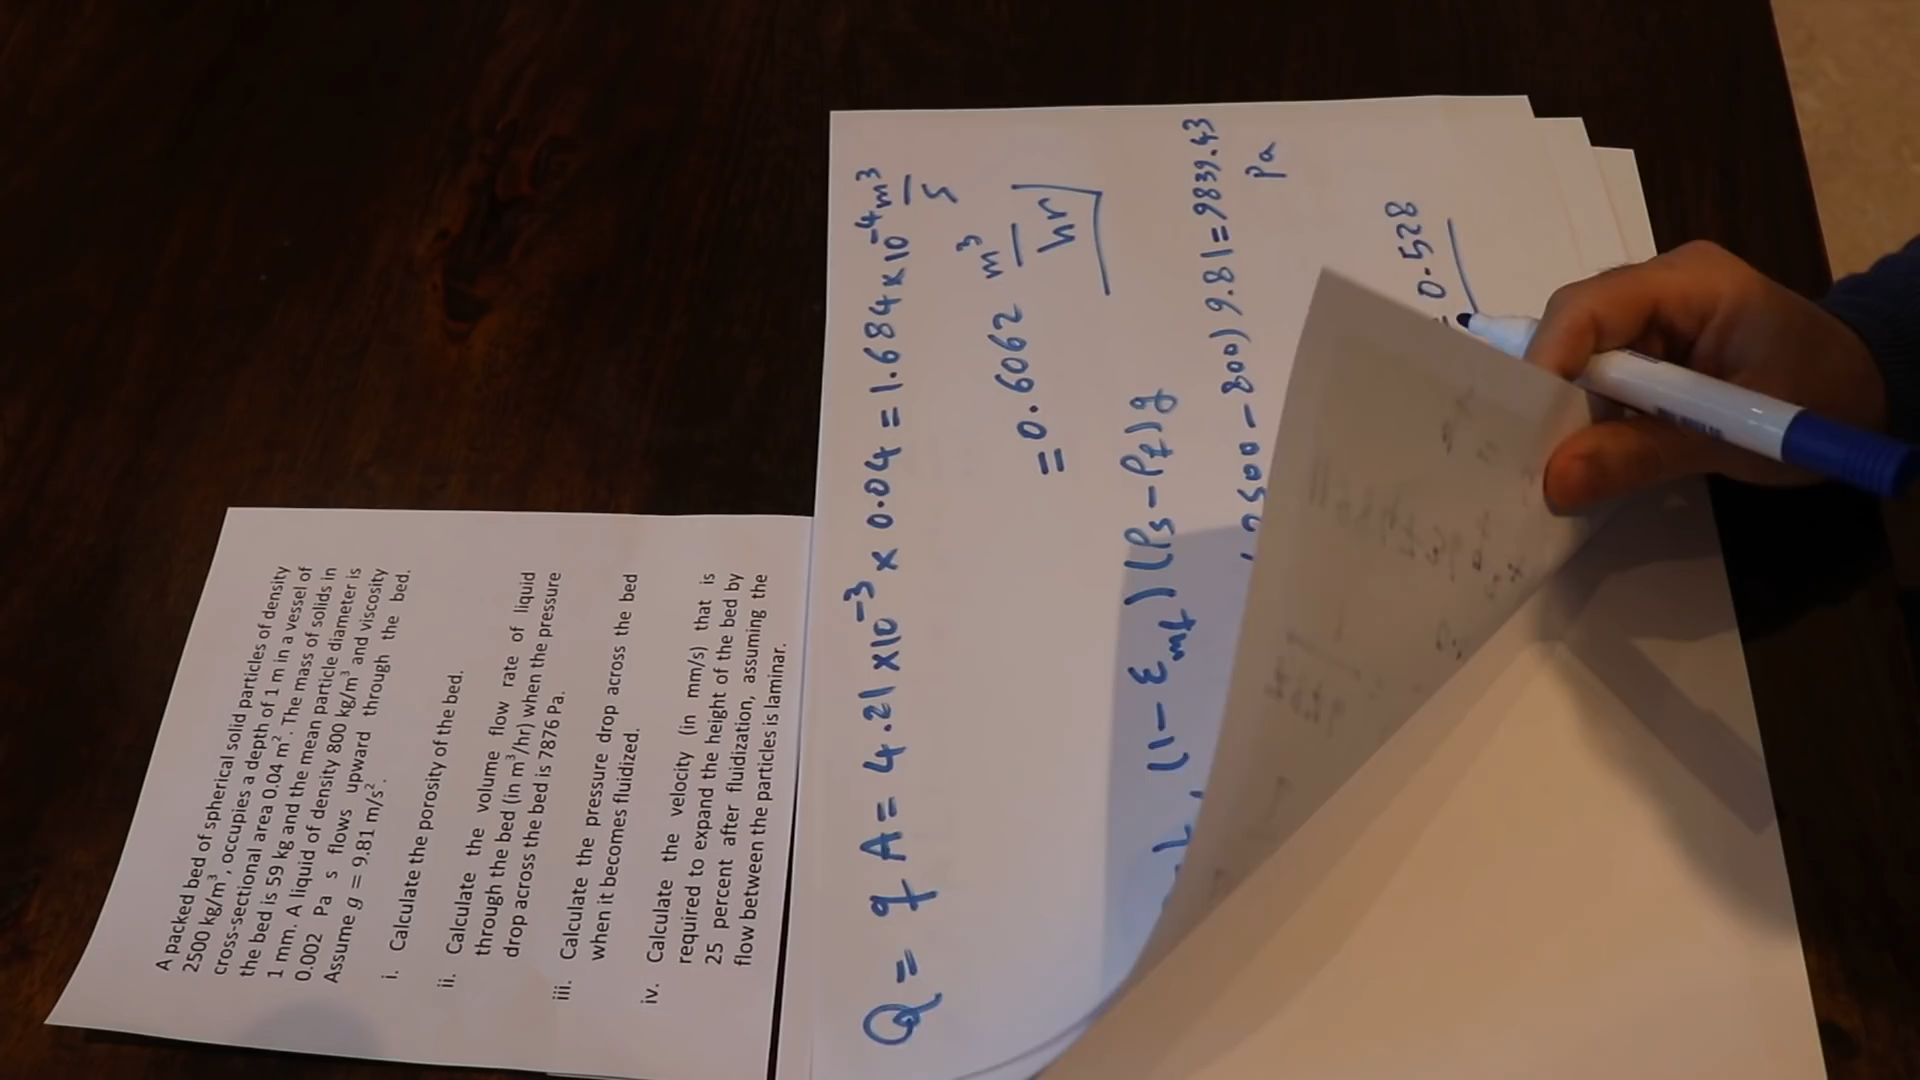 A packed bed of spherical solid particles of density
2500 kg/m³, occupies a depth of 1 m in a vessel of
cross-sectional area 0.04 m². The mass of solids in
the bed is 59 kg and the mean particle diameter is
1 mm. A liquid of density 800 kg/m³ and viscosity
0.002 Pa s flows upward through the bed.
Assume g = 9.81 m/s².
i. Calculate the porosity of the bed.
ii. Calculate the volume flow rate of liquid
through the bed (in m³/hr) when the pressure
drop across the bed is 7876 Pa.
iii. Calculate the pressure drop across the bed
when it becomes fluidized.
iv. Calculate the velocity (in mm/s) that is
required to expand the height of the bed by
25 percent after fluidization, assuming the
flow between the particles is laminar.
Q = q A = 4.21 x10⁻³ x 0.04 = 1.684 x 10⁻⁴ m³/s
= 0.6062 m³/hr
(1 - εmf) (ρs - ρf) g
2500 - 800) 9.81 = 9839.43
Pa
= 0.528